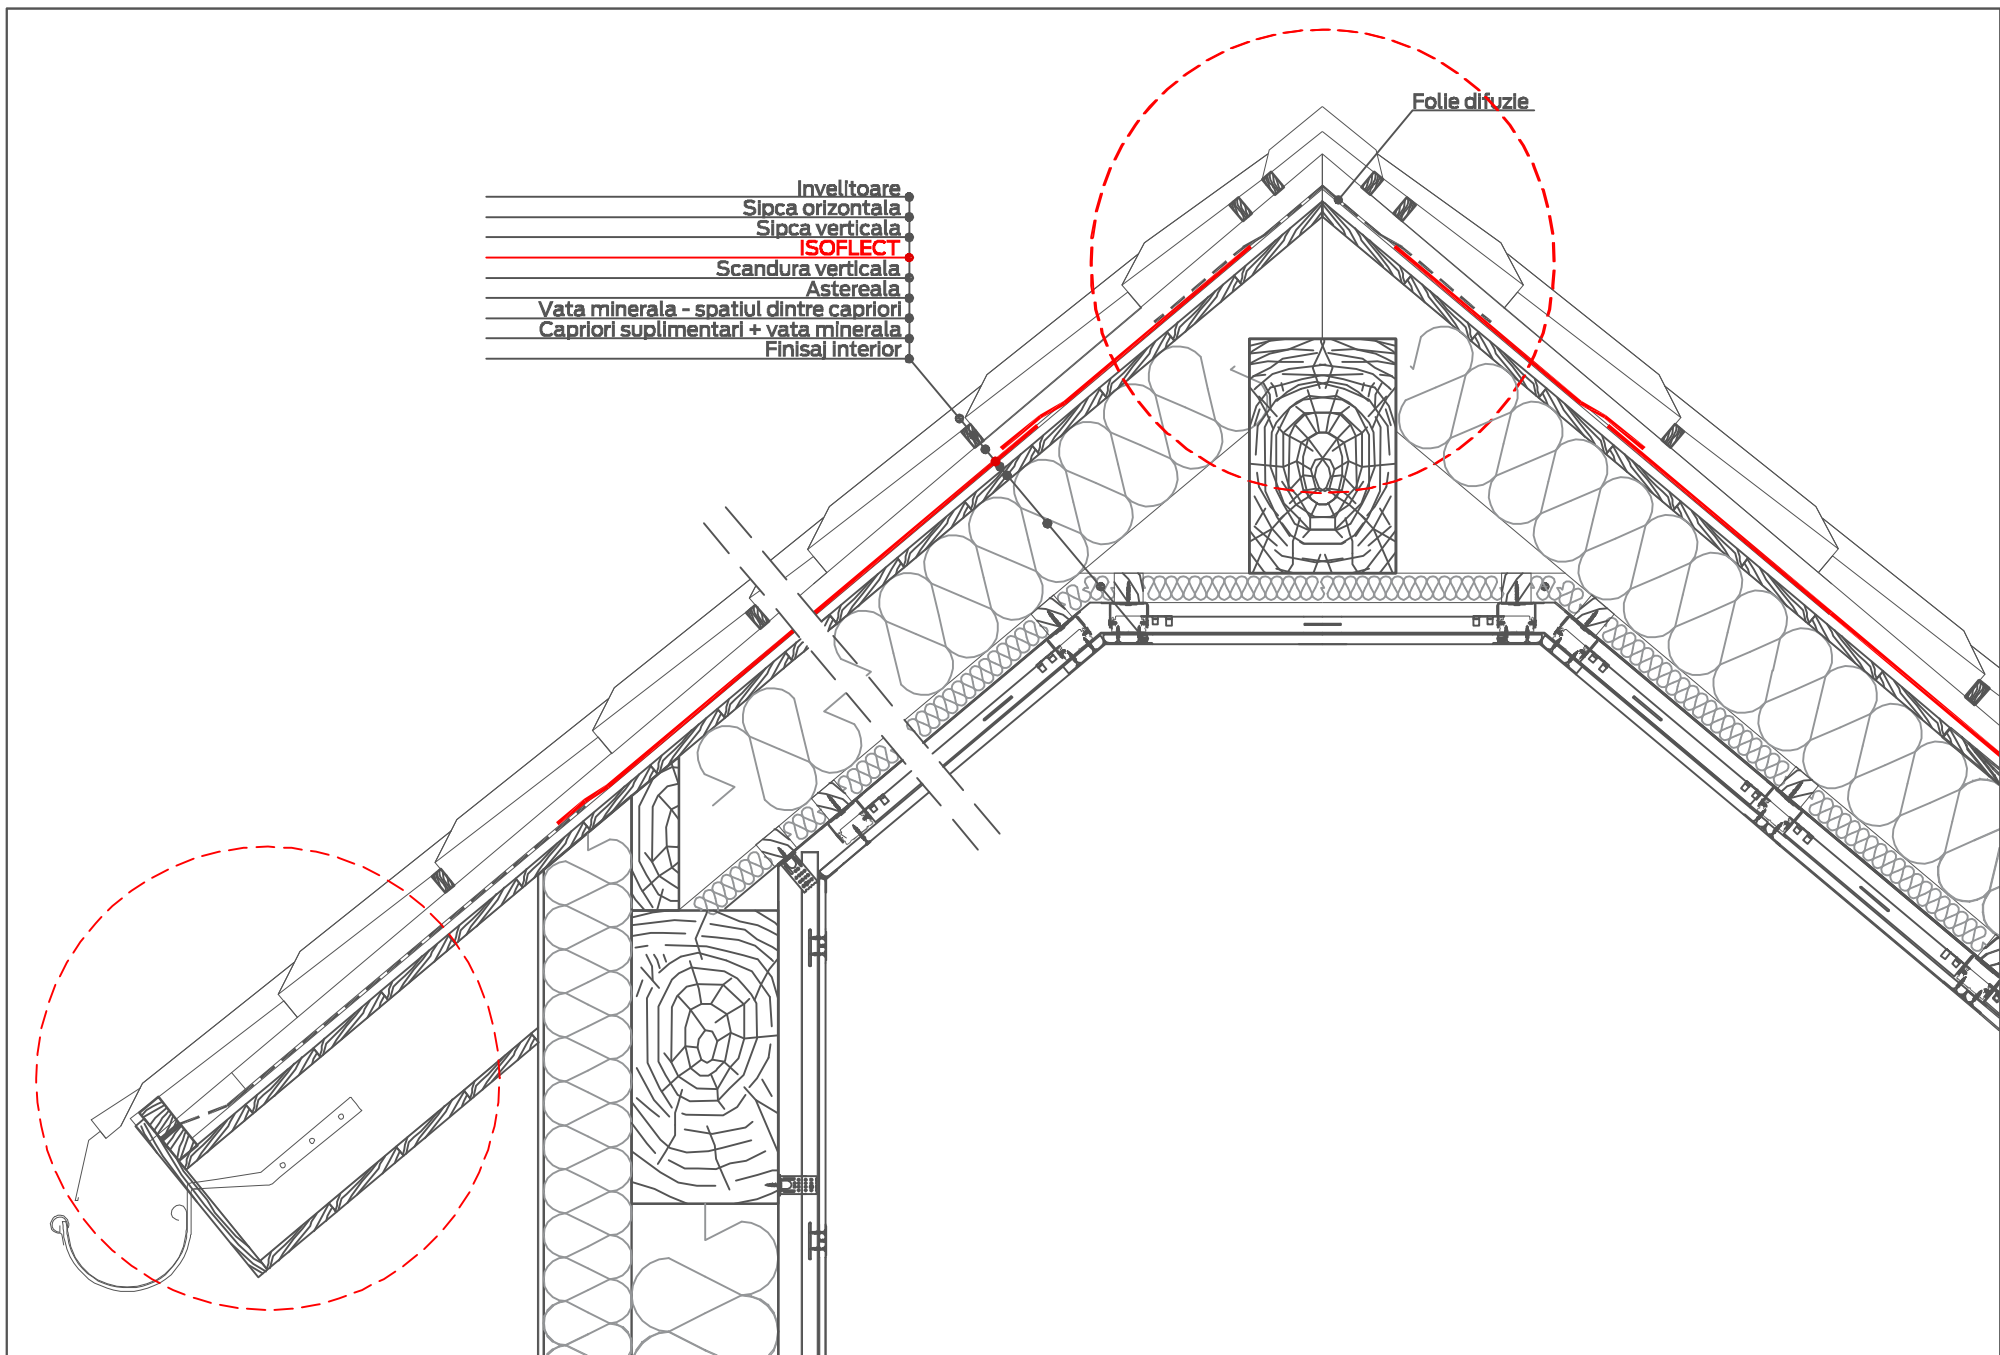 Folie difuzie
Invelitoare
Sipca orizontala
Sipca verticala
ISOFLECT
Scandura verticala
Astereala
Vata minerala - spatiul dintre capriori
Capriori suplimentari + vata minerala
Finisaj interior